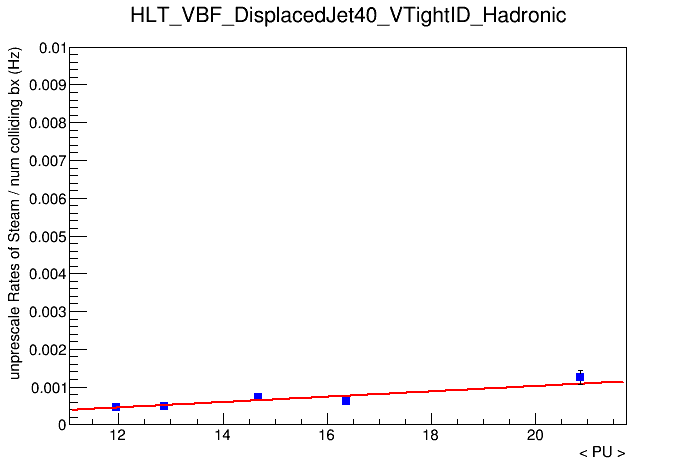 HLT_VBF_DisplacedJet40_VTightID_Hadronic
unprescale Rates of Steam / num colliding bx (Hz)
0.01
0.009
0.008
0.007
0.006
0.005
0.004
0.003
0.002
0.001
0
12 14 16 18 20
< PU >